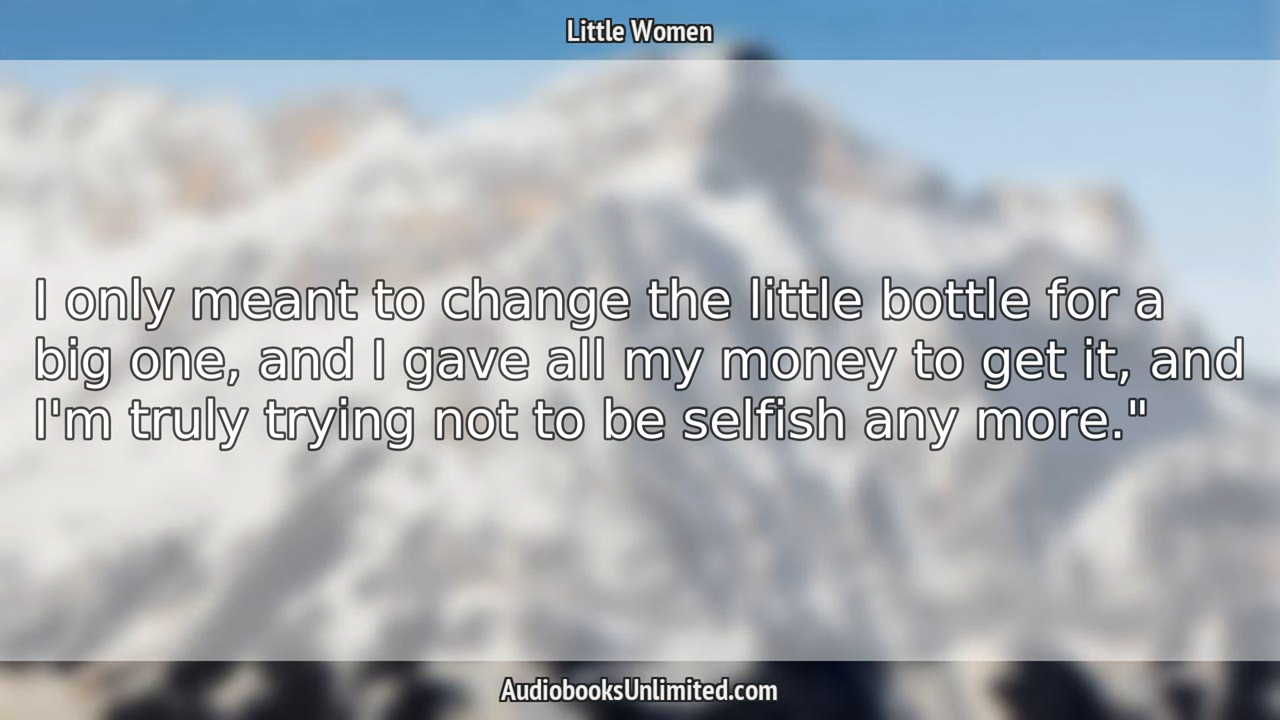 Little Women
I only meant to change the little bottle for a
big one, and I gave all my money to get it, and
I'm truly trying not to be selfish any more."
AudiobooksUnlimited.com